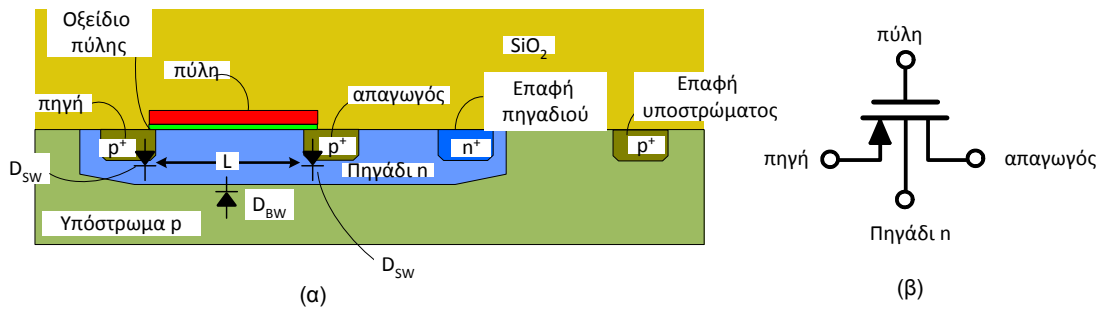 Οξείδιο
πύλης
SiO2
πύλη
πηγή
απαγωγός
Επαφή
πηγαδιού
Επαφή
υποστρώματος
p+
L
p+
n+
p+
DSW
Πηγάδι n
DBW
Υπόστρωμα p
DSW
(α)
πύλη
πηγή
απαγωγός
Πηγάδι n
(β)